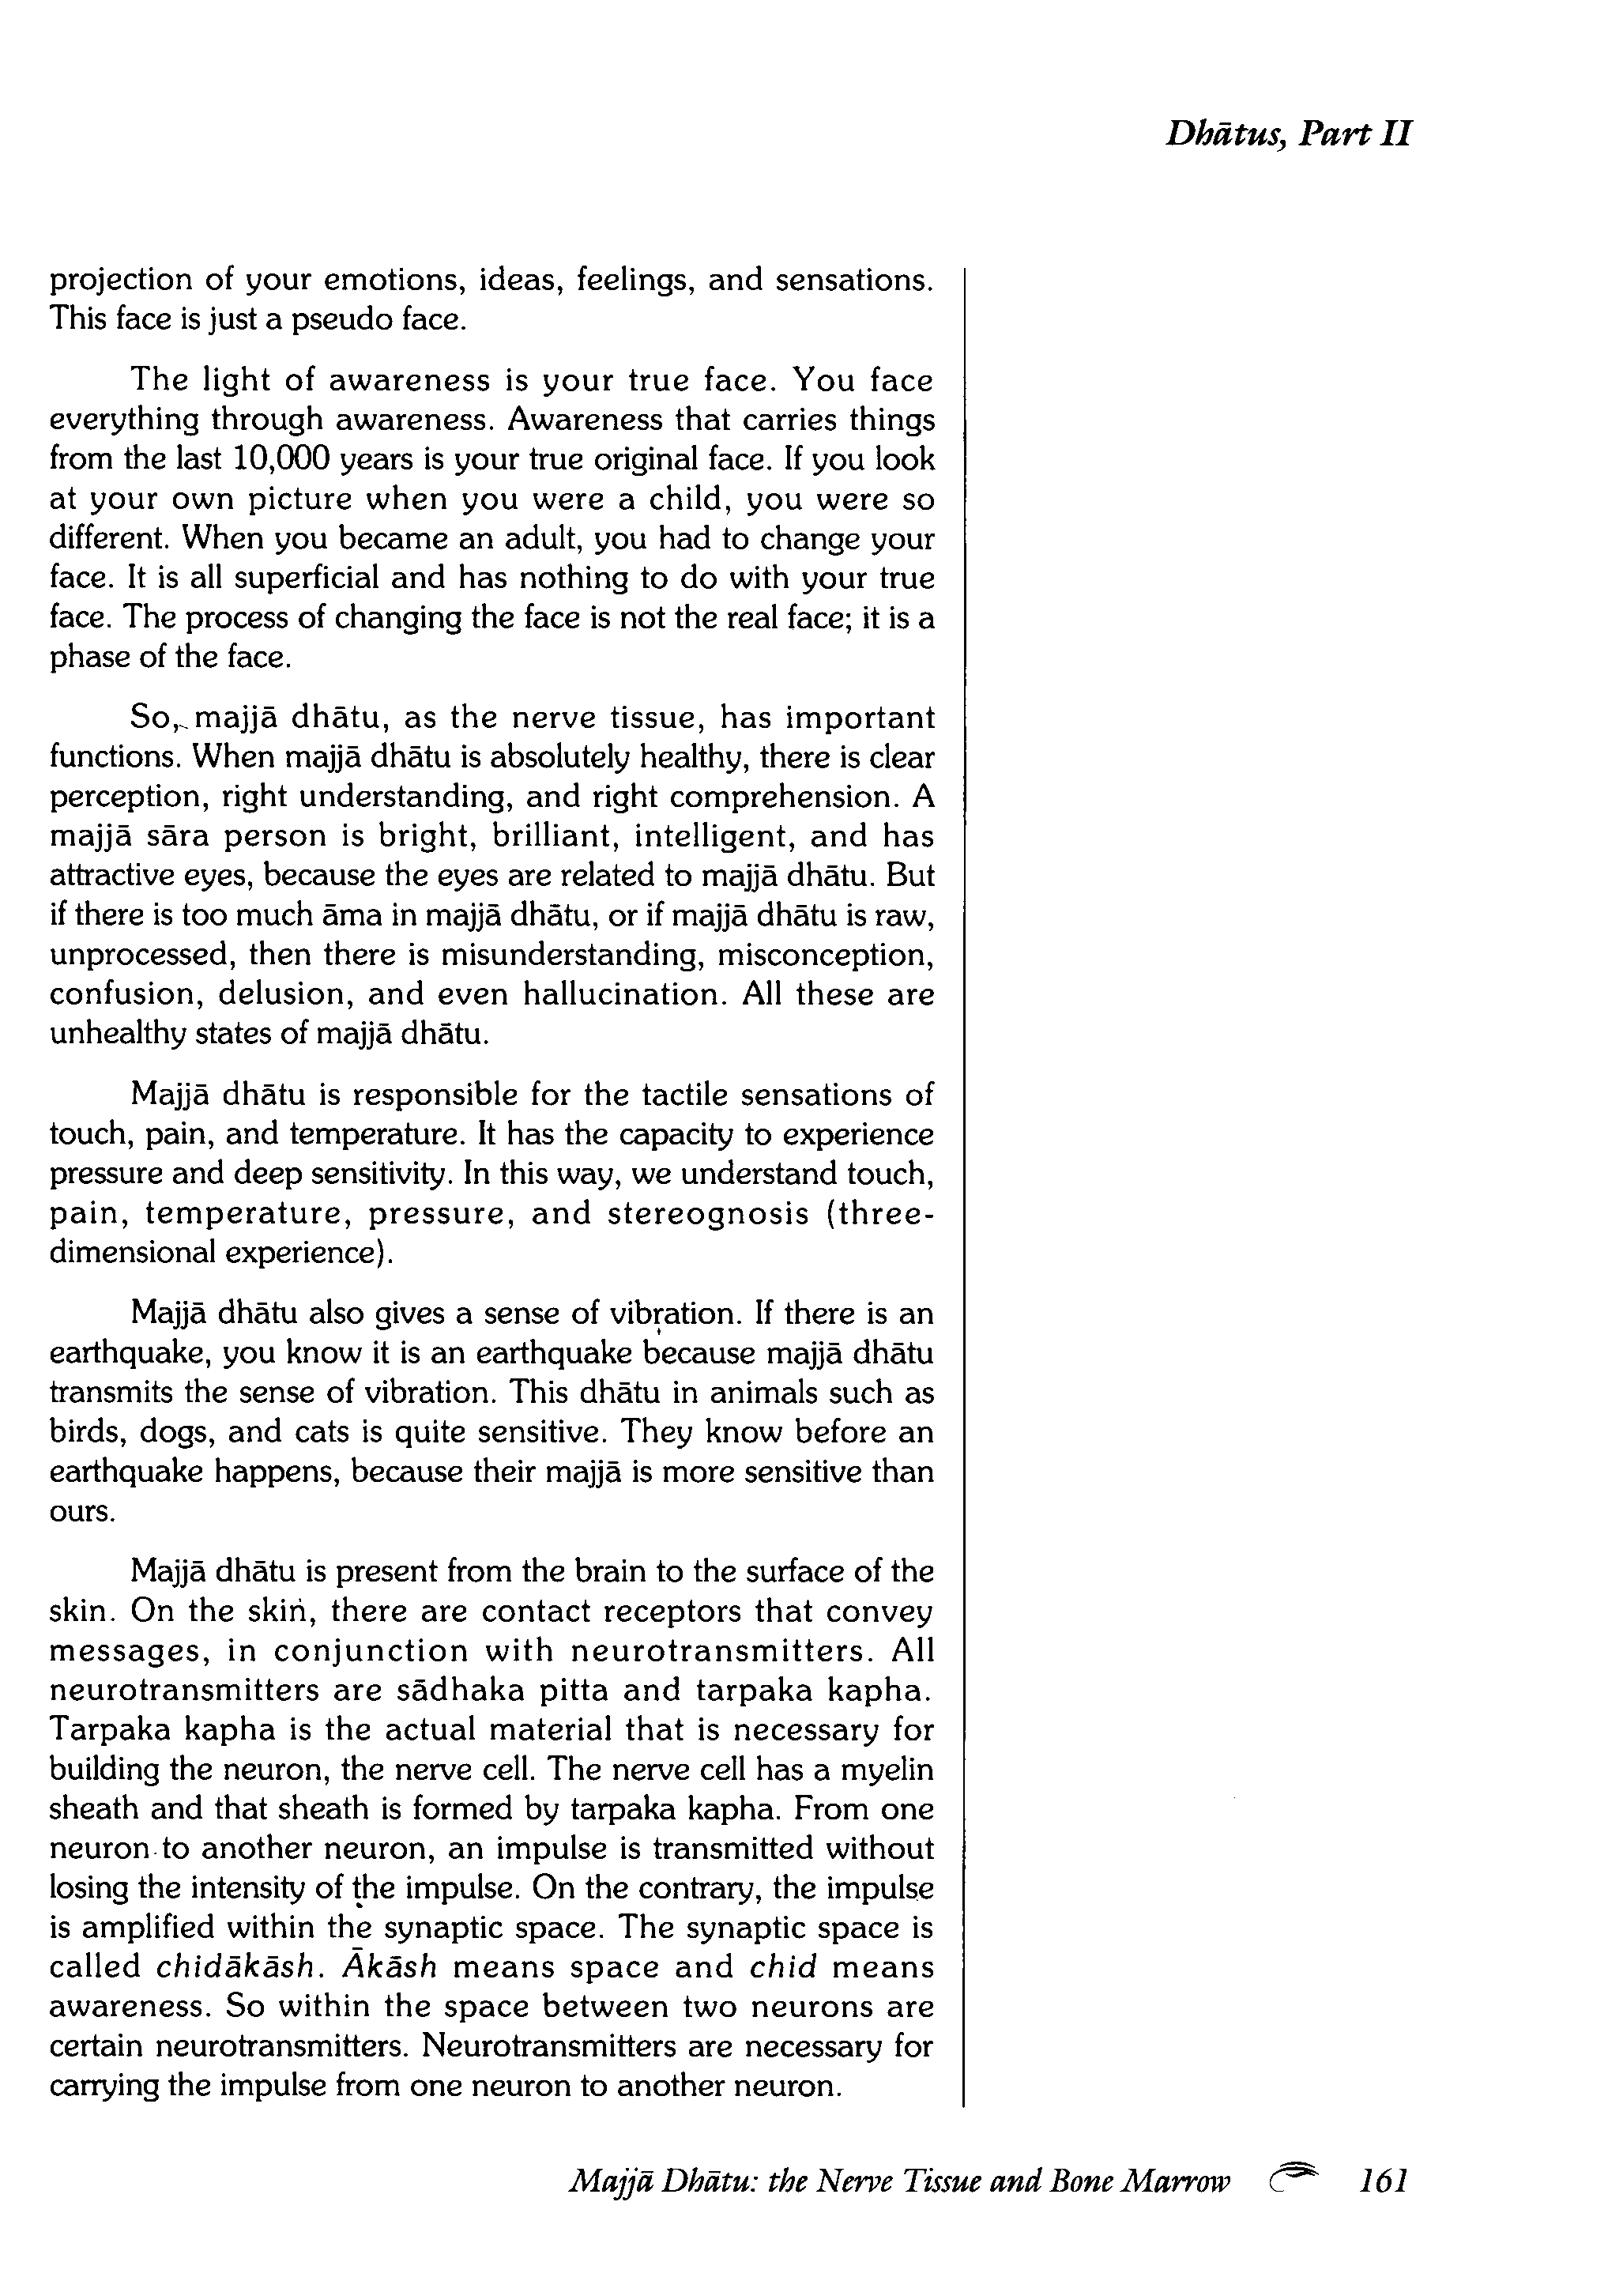 Dhātus, Part II
projection of your emotions, ideas, feelings, and sensations.
This face is just a pseudo face.
The light of awareness is your true face. You face
everything through awareness. Awareness that carries things
from the last 10,000 years is your true original face. If you look
at your own picture when you were a child, you were so
different. When you became an adult, you had to change your
face. It is all superficial and has nothing to do with your true
face. The process of changing the face is not the real face; it is a
phase of the face.
So, majjā dhātu, as the nerve tissue, has important
functions. When majjā dhātu is absolutely healthy, there is clear
perception, right understanding, and right comprehension. A
majjā sāra person is bright, brilliant, intelligent, and has
attractive eyes, because the eyes are related to majjā dhātu. But
if there is too much āma in majjā dhātu, or if majjā dhātu is raw,
unprocessed, then there is misunderstanding, misconception,
confusion, delusion, and even hallucination. All these are
unhealthy states of majjā dhātu.
Majjā dhātu is responsible for the tactile sensations of
touch, pain, and temperature. It has the capacity to experience
pressure and deep sensitivity. In this way, we understand touch,
pain, temperature, pressure, and stereognosis (three-
dimensional experience).
Majjā dhātu also gives a sense of vibration. If there is an
earthquake, you know it is an earthquake because majjā dhātu
transmits the sense of vibration. This dhātu in animals such as
birds, dogs, and cats is quite sensitive. They know before an
earthquake happens, because their majjā is more sensitive than
ours.
Majjā dhātu is present from the brain to the surface of the
skin. On the skin, there are contact receptors that convey
messages, in conjunction with neurotransmitters. All
neurotransmitters are sādhaka pitta and tarpaka kapha.
Tarpaka kapha is the actual material that is necessary for
building the neuron, the nerve cell. The nerve cell has a myelin
sheath and that sheath is formed by tarpaka kapha. From one
neuron to another neuron, an impulse is transmitted without
losing the intensity of the impulse. On the contrary, the impulse
is amplified within the synaptic space. The synaptic space is
called chidākāsh. Ākāsh means space and chid means
awareness. So within the space between two neurons are
certain neurotransmitters. Neurotransmitters are necessary for
carrying the impulse from one neuron to another neuron.
Majjā Dhātu: the Nerve Tissue and Bone Marrow 161